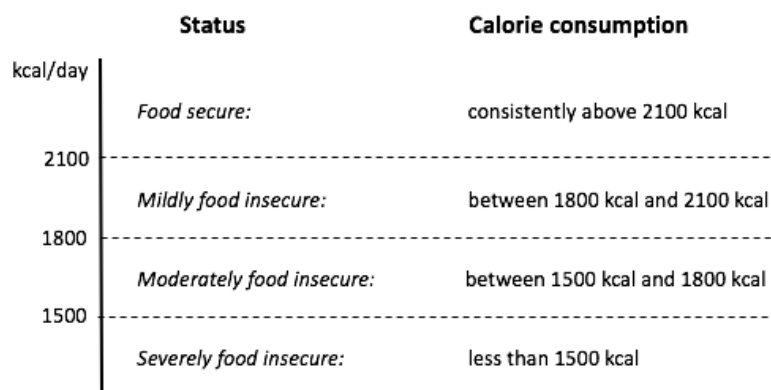 Status Calorie consumption
kcal/day
Food secure: consistently above 2100 kcal
2100
Mildly food insecure: between 1800 kcal and 2100 kcal
1800
Moderately food insecure: between 1500 kcal and 1800 kcal
1500
Severely food insecure: less than 1500 kcal